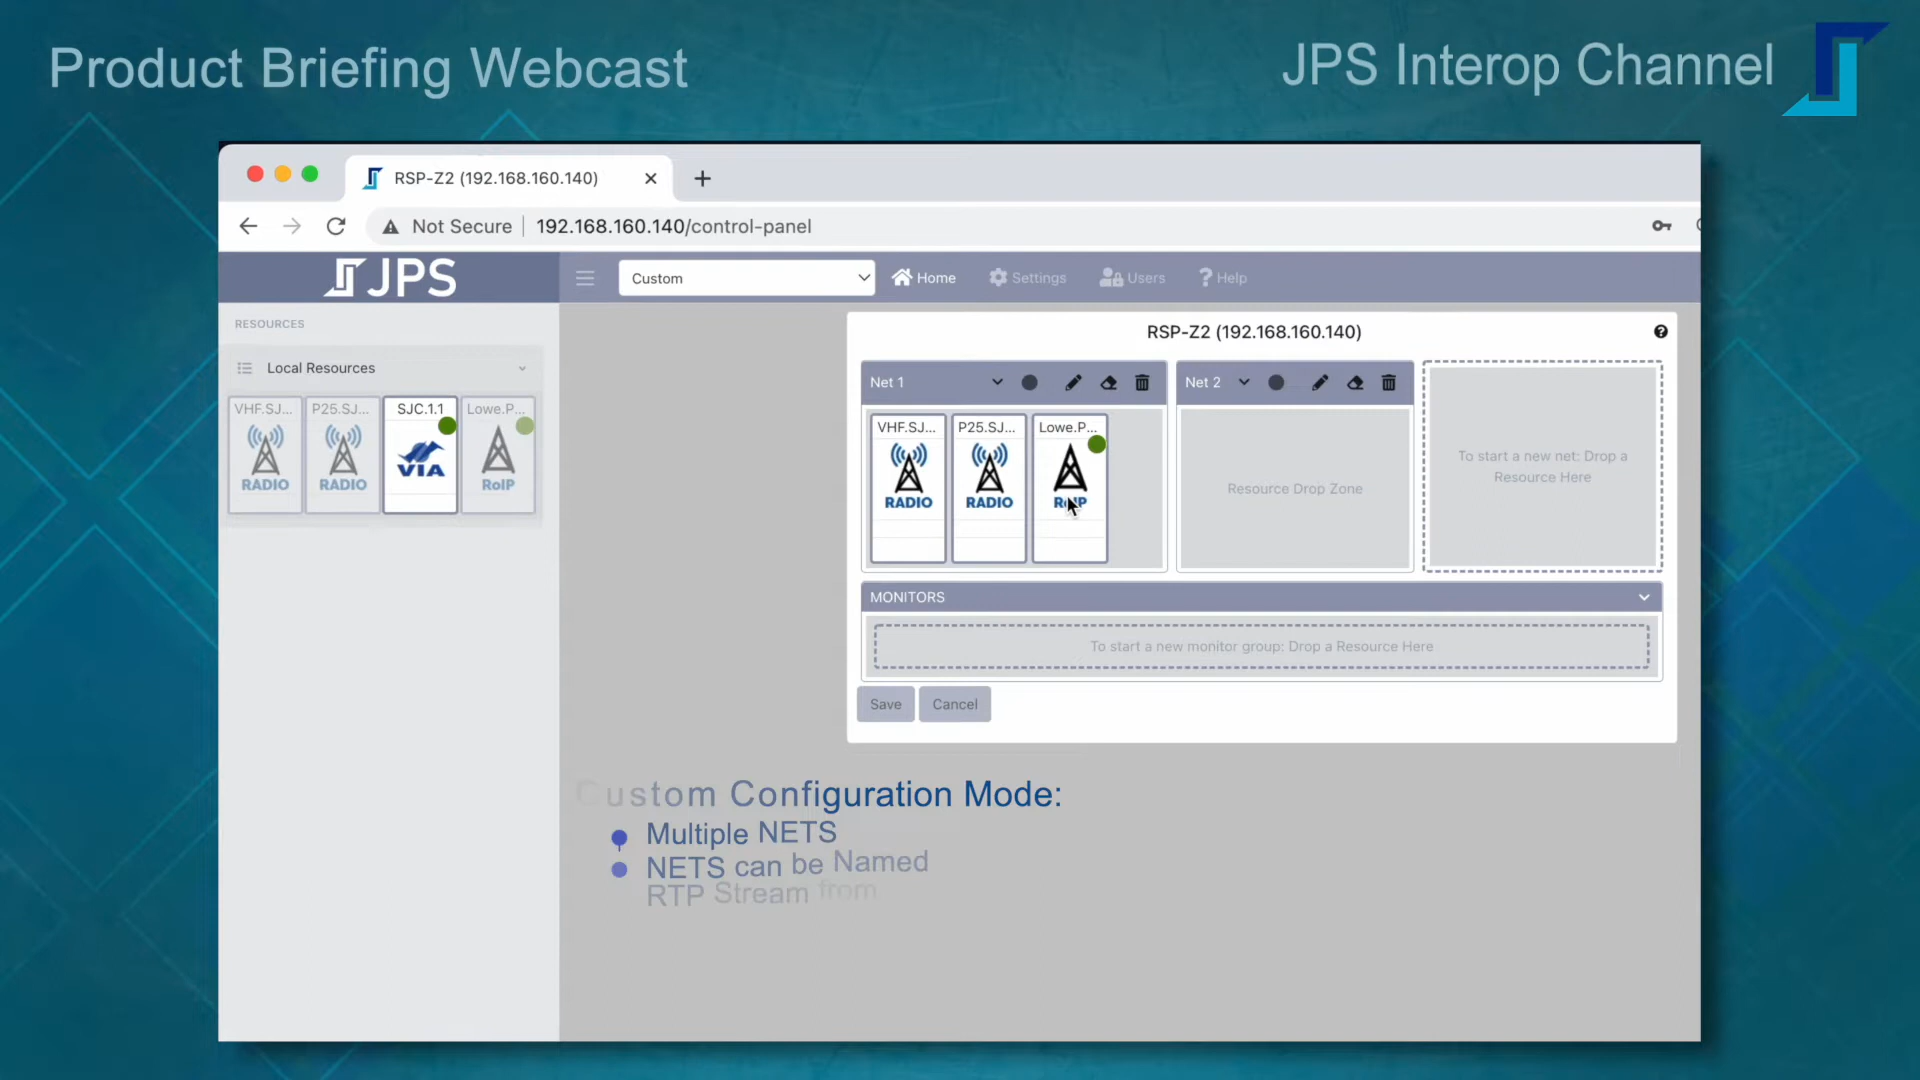 Product Briefing Webcast
JPS Interop Channel
RSP-Z2 (192.168.160.140)
Not Secure
192.168.160.140/control-panel
JPS
Custom
Home
Settings
Users
? Help
RESOURCES
Local Resources
VHF.SJ...
P25.SJ...
SJC.1.1
Lowe.P...
RADIO
RADIO
VIA
RoIP
RSP-Z2 (192.168.160.140)
Net 1
Net 2
VHF.SJ...
P25.SJ...
Lowe.P...
RADIO
RADIO
RoIP
Resource Drop Zone
To start a new net: Drop a
Resource Here
MONITORS
To start a new monitor group: Drop a Resource Here
Save
Cancel
Custom Configuration Mode:
Multiple NETS
NETS can be Named
RTP Stream from